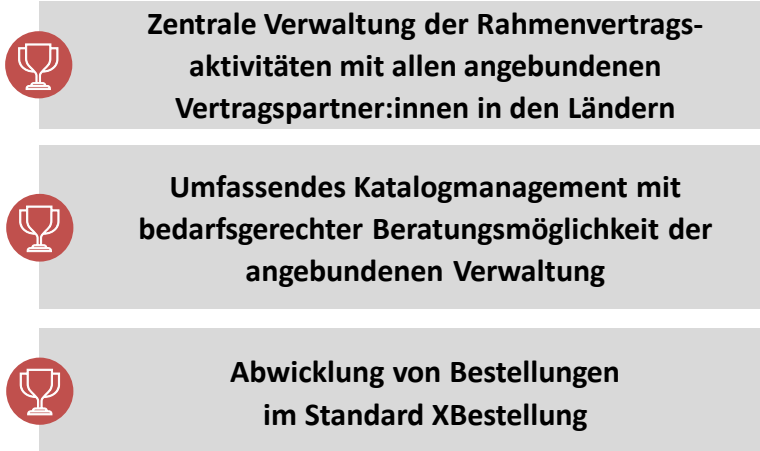 Zentrale Verwaltung der Rahmenvertrags-
aktivitäten mit allen angebundenen
Vertragspartner:innen in den Ländern
Umfassendes Katalogmanagement mit
bedarfsgerechter Beratungsmöglichkeit der
angebundenen Verwaltung
Abwicklung von Bestellungen
im Standard XBestellung